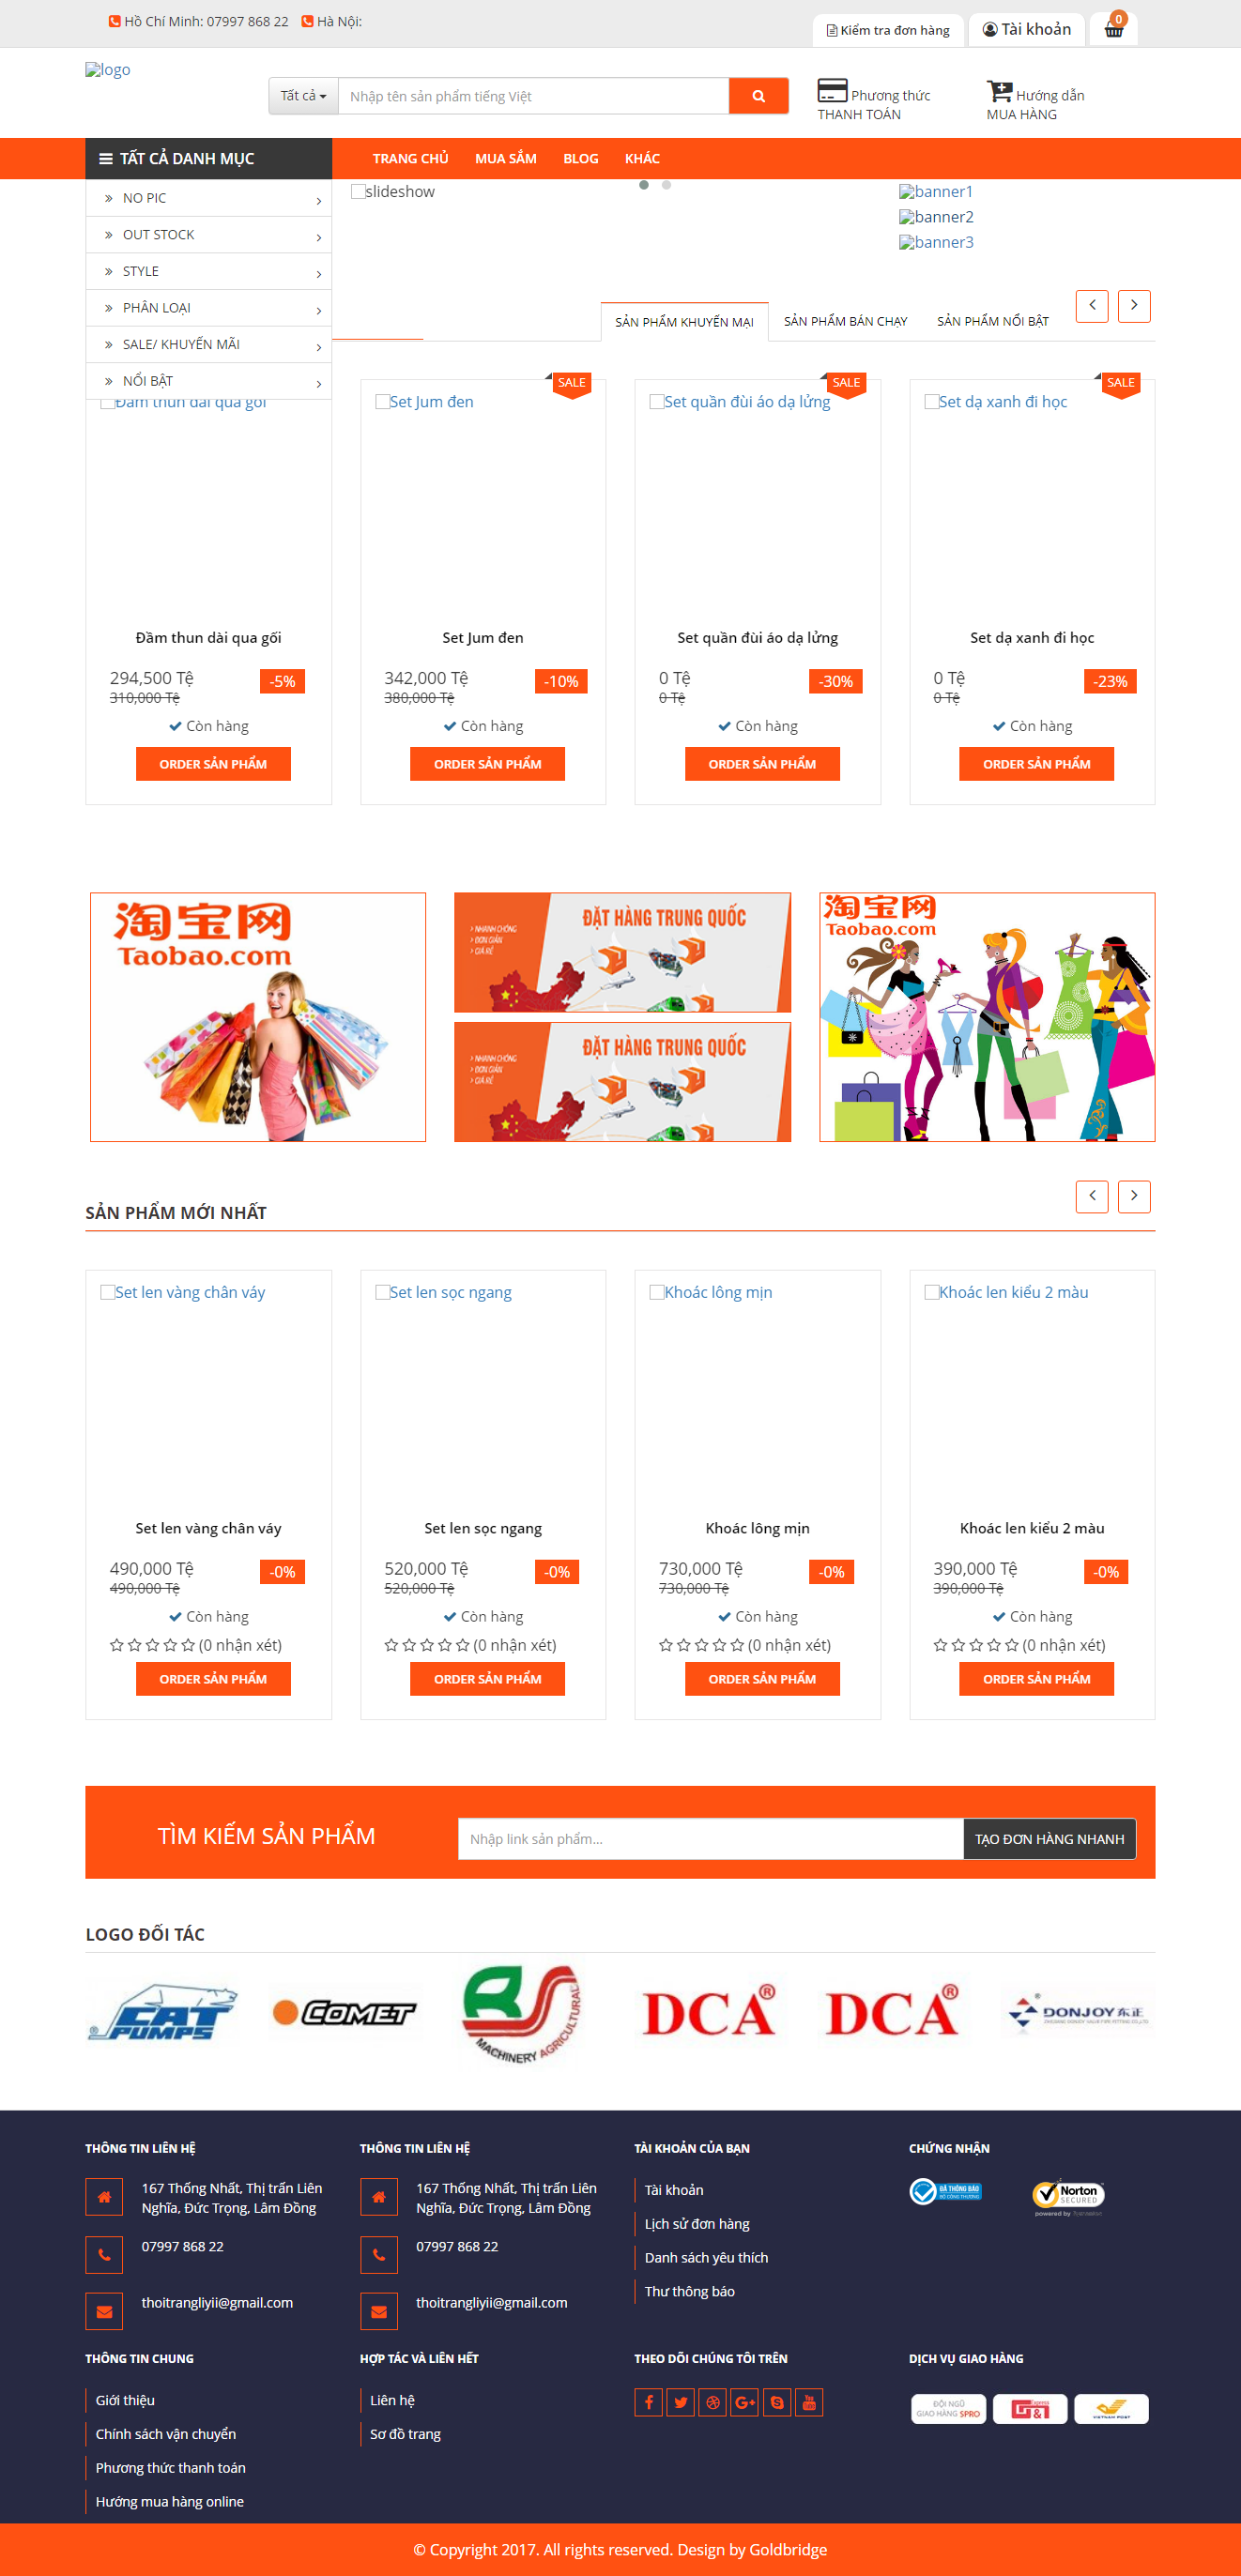 Hồ Chí Minh: 07997 868 22 Hà Nội:
Kiểm tra đơn hàng
Tài khoản
0
logo
Tất cả
Nhập tên sản phẩm tiếng Việt
Phương thức
THANH TOÁN
Hướng dẫn
MUA HÀNG
TẤT CẢ DANH MỤC
TRANG CHỦ MUA SẮM BLOG KHÁC
NO PIC
OUT STOCK
STYLE
PHÂN LOẠI
SALE/ KHUYẾN MÃI
NỔI BẬT
slideshow
banner1
banner2
banner3
SẢN PHẨM KHUYẾN MẠI SẢN PHẨM BÁN CHẠY SẢN PHẨM NỔI BẬT
SALE SALE SALE
Đầm thun dài qua gối Set Jum đen Set quần đùi áo dạ lửng Set dạ xanh đi học
Đầm thun dài qua gối Set Jum đen Set quần đùi áo dạ lửng Set dạ xanh đi học
294,500 Tệ -5% 342,000 Tệ -10% 0 Tệ -30% 0 Tệ -23%
310,000 Tệ 380,000 Tệ 0 Tệ 0 Tệ
Còn hàng Còn hàng Còn hàng Còn hàng
ORDER SẢN PHẨM ORDER SẢN PHẨM ORDER SẢN PHẨM ORDER SẢN PHẨM
淘宝网
Taobao.com
ĐẶT HÀNG TRUNG QUỐC
NHANH CHÓNG
ĐƠN GIẢN
GIÁ RẺ
ĐẶT HÀNG TRUNG QUỐC
NHANH CHÓNG
ĐƠN GIẢN
GIÁ RẺ
淘宝网
Taobao.com
SẢN PHẨM MỚI NHẤT
Set len vàng chân váy Set len sọc ngang Khoác lông mịn Khoác len kiểu 2 màu
Set len vàng chân váy Set len sọc ngang Khoác lông mịn Khoác len kiểu 2 màu
490,000 Tệ -0% 520,000 Tệ -0% 730,000 Tệ -0% 390,000 Tệ -0%
490,000 Tệ 520,000 Tệ 730,000 Tệ 390,000 Tệ
Còn hàng Còn hàng Còn hàng Còn hàng
(0 nhận xét) (0 nhận xét) (0 nhận xét) (0 nhận xét)
ORDER SẢN PHẨM ORDER SẢN PHẨM ORDER SẢN PHẨM ORDER SẢN PHẨM
TÌM KIẾM SẢN PHẨM
Nhập link sản phẩm...
TẠO ĐƠN HÀNG NHANH
LOGO ĐỐI TÁC
CAT PUMPS
COMET
RS
MACHINERY AGRICULTURAL
DCA
DCA
DONJOY 东正
THÔNG TIN LIÊN HỆ
167 Thống Nhất, Thị trấn Liên
Nghĩa, Đức Trọng, Lâm Đồng
07997 868 22
thoitrangliyii@gmail.com
THÔNG TIN LIÊN HỆ
167 Thống Nhất, Thị trấn Liên
Nghĩa, Đức Trọng, Lâm Đồng
07997 868 22
thoitrangliyii@gmail.com
TÀI KHOẢN CỦA BẠN
Tài khoản
Lịch sử đơn hàng
Danh sách yêu thích
Thư thông báo
CHỨNG NHẬN
ĐÃ THÔNG BÁO
BỘ CÔNG THƯƠNG
Norton
SECURED
powered by
THÔNG TIN CHUNG
Giới thiệu
Chính sách vận chuyển
Phương thức thanh toán
Hướng mua hàng online
HỢP TÁC VÀ LIÊN HẾT
Liên hệ
Sơ đồ trang
THEO DÕI CHÚNG TÔI TRÊN
DỊCH VỤ GIAO HÀNG
ĐỘI NGŨ
GIAO HÀNG SPRO
VIETNAM POST
© Copyright 2017. All rights reserved. Design by Goldbridge